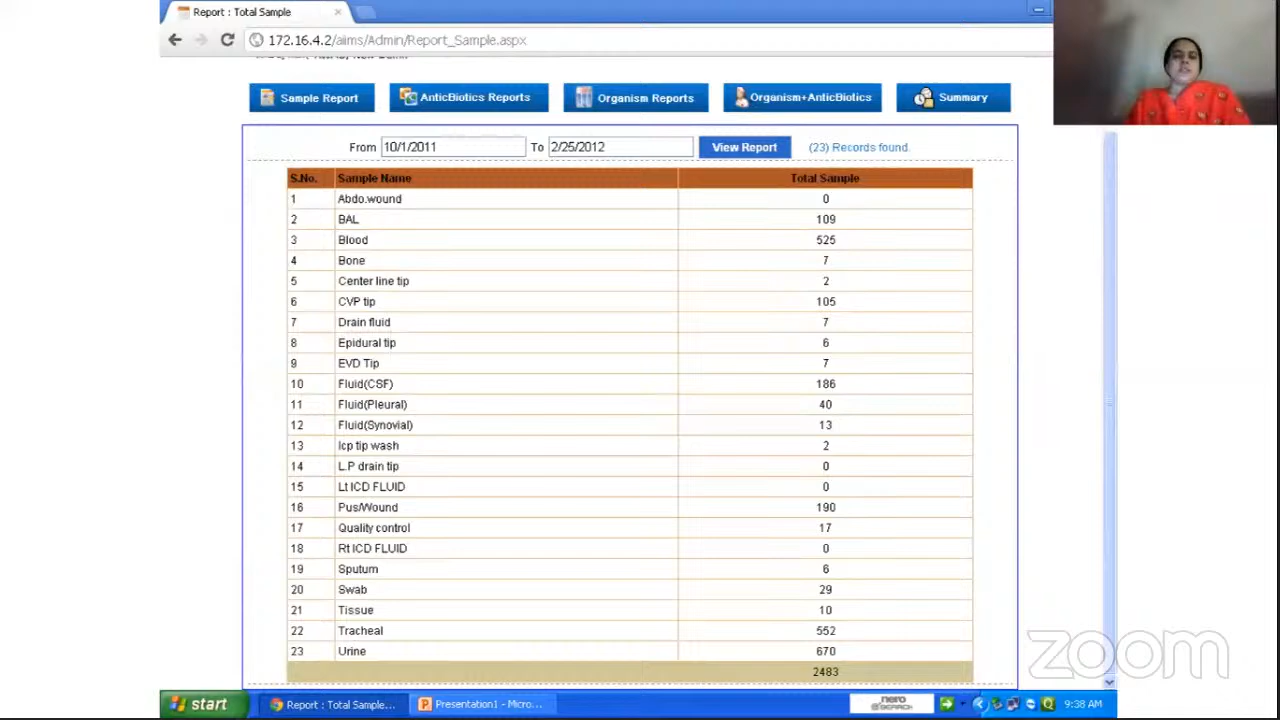 Report : Total Sample
172.16.4.2/aiims/Admin/Report_Sample.aspx
Sample Report AnticBiotics Reports Organism Reports Organism+AnticBiotics Summary
From 10/1/2011 To 2/25/2012 View Report (23) Records found
S.No. Sample Name Total Sample
1 Abdo.wound 0
2 BAL 109
3 Blood 525
4 Bone 7
5 Center line tip 2
6 CVP tip 105
7 Drain fluid 7
8 Epidural tip 6
9 EVD Tip 7
10 Fluid(CSF) 186
11 Fluid(Pleural) 40
12 Fluid(Synovial) 13
13 Icp tip wash 2
14 L.P drain tip 0
15 Lt ICD FLUID 0
16 Pus/Wound 190
17 Quality control 17
18 Rt ICD FLUID 0
19 Sputum 6
20 Swab 29
21 Tissue 10
22 Tracheal 552
23 Urine 670
2483
zoom
start Report : Total Sample... Presentation1 - Micro... nero SEARCH 9:38 AM